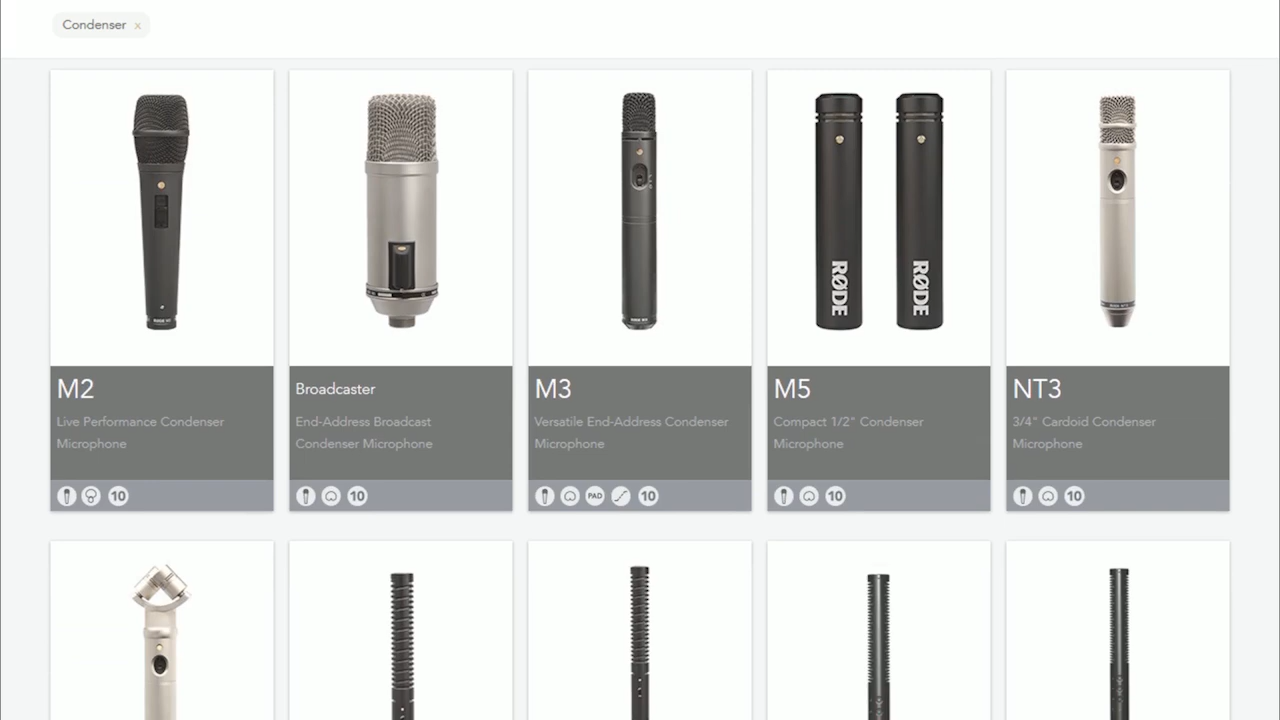 Condenser x
RØDE
RØDE
M2
Live Performance Condenser
Microphone
10
Broadcaster
End-Address Broadcast
Condenser Microphone
10
M3
Versatile End-Address Condenser
Microphone
PAD
10
M5
Compact 1/2" Condenser
Microphone
10
NT3
3/4" Cardoid Condenser
Microphone
10